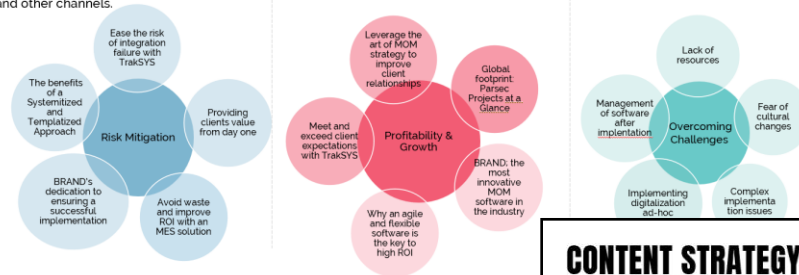 and other channels.
Ease the risk
of integration
failure with
TrakSYS
The benefits
of a
Systemitized
and
Templatized
Approach
Risk Mitigation
Providing
clients value
from day one
BRAND's
dedication to
ensuring a
successful
implementation
Avoid waste
and improve
ROI with an
MES solution
Leverage the
art of MOM
strategy to
improve
client
relationships
Global
footprint:
Parsec
Projects at a
Glance
Meet and
exceed client
expectations
with TrakSYS
Profitability &
Growth
BRAND; the
most
innovative
MOM
software in
the industry
Why an agile
and flexible
software is
the key to
high ROI
Lack of
resources
Management
of software
after
implentation
Overcoming
Challenges
Fear of
cultural
changes
Implementing
digitalization
ad-hoc
Complex
implementa
tion issues
CONTENT STRATEGY